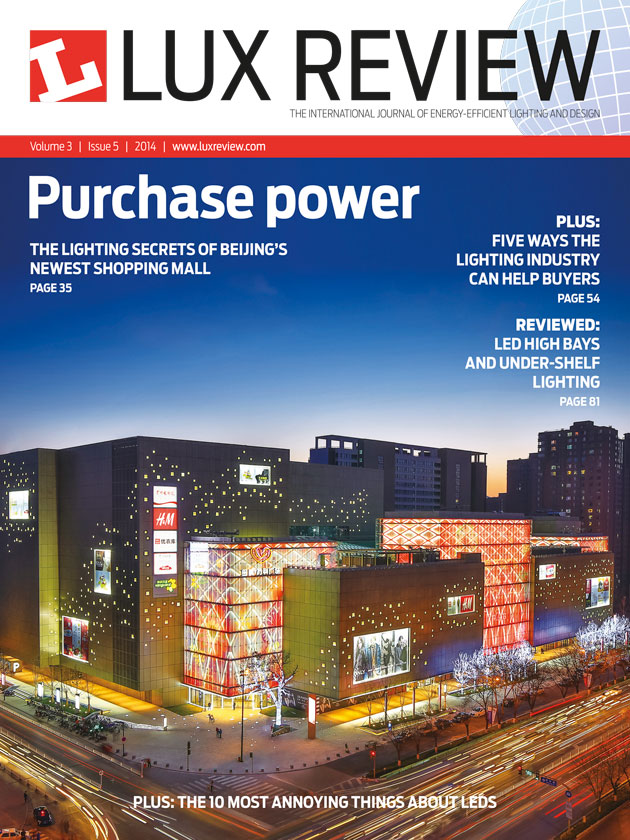 L LUX REVIEW
THE INTERNATIONAL JOURNAL OF ENERGY-EFFICIENT LIGHTING AND DESIGN
Volume 3 | Issue 5 | 2014 | www.luxreview.com
Purchase power
THE LIGHTING SECRETS OF BEIJING'S
NEWEST SHOPPING MALL
PAGE 35
PLUS:
FIVE WAYS THE
LIGHTING INDUSTRY
CAN HELP BUYERS
PAGE 54
REVIEWED:
LED HIGH BAYS
AND UNDER-SHELF
LIGHTING
PAGE 81
H&M
P
PLUS: THE 10 MOST ANNOYING THINGS ABOUT LEDS